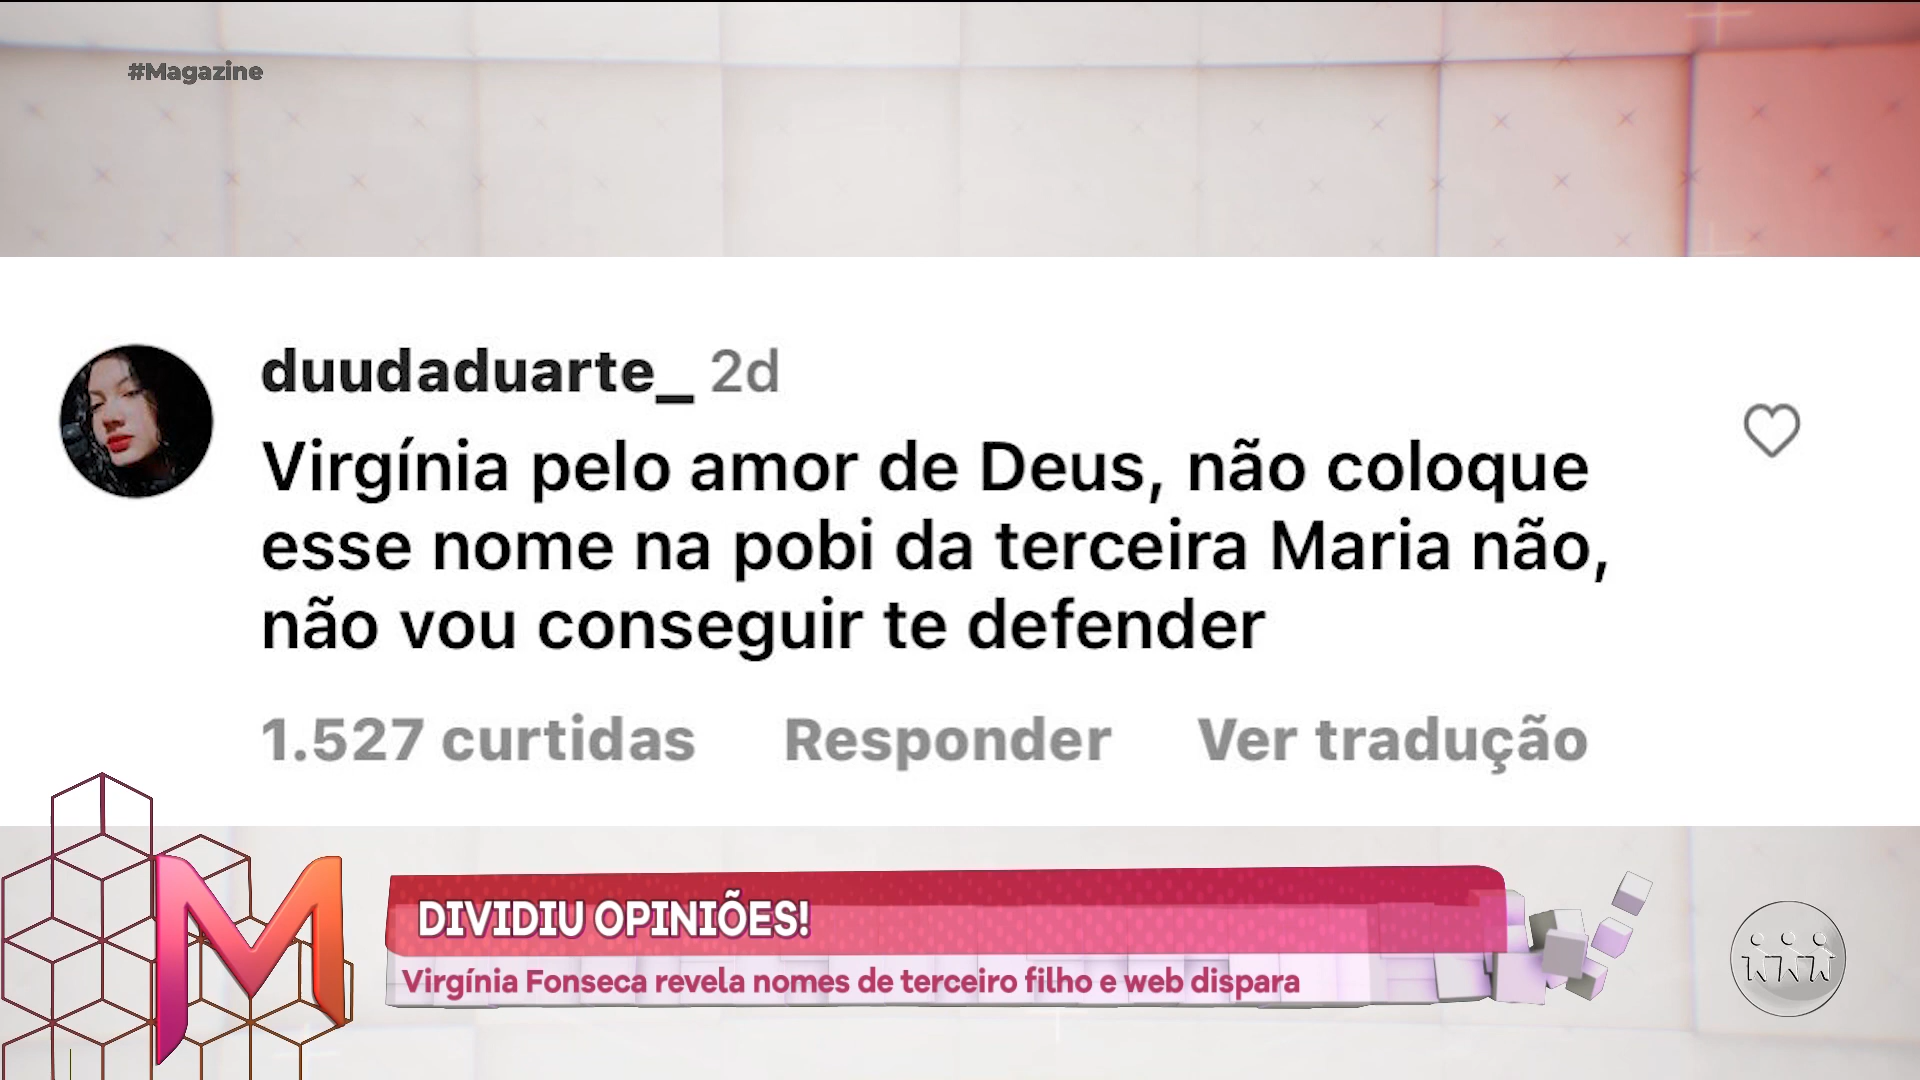 #Magazine
duudaduarte_ 2d
Virgínia pelo amor de Deus, não coloque
esse nome na pobi da terceira Maria não,
não vou conseguir te defender
1.527 curtidas Responder Ver tradução
M
DIVIDIU OPINIÕES!
Virgínia Fonseca revela nomes de terceiro filho e web dispara